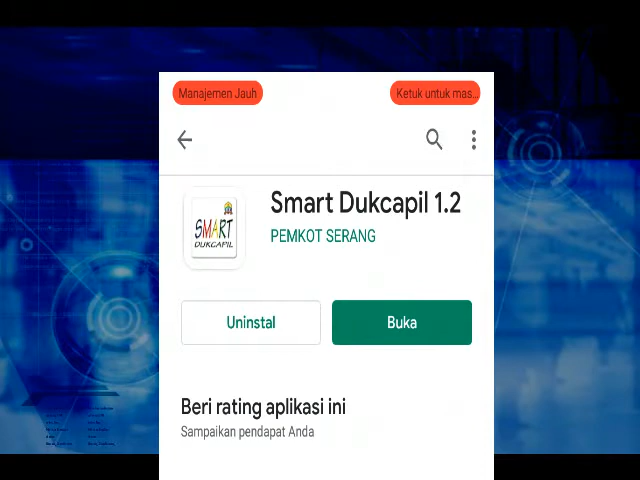 Manajemen Jauh
Ketuk untuk mas...
Smart Dukcapil 1.2
SMART
DUKCAPIL
PEMKOT SERANG
Uninstal
Buka
Beri rating aplikasi ini
Sampaikan pendapat Anda